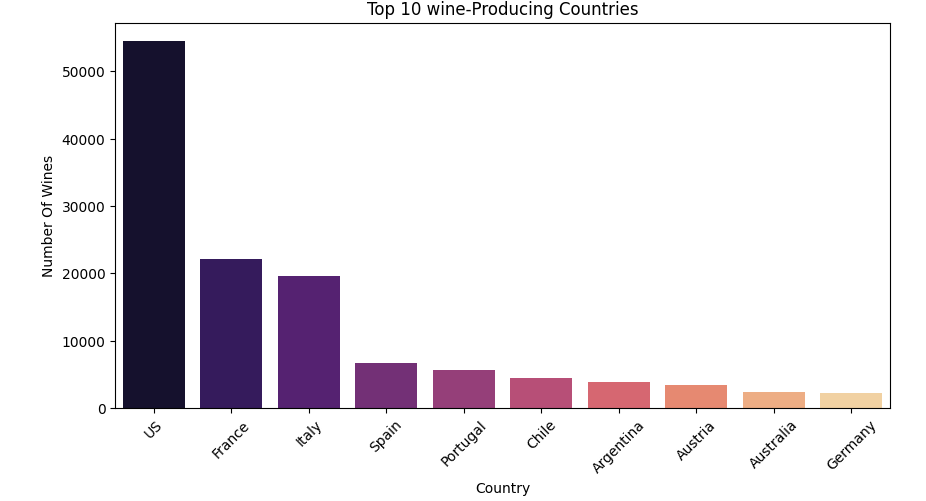 Top 10 wine-Producing Countries
Number Of Wines
50000
40000
30000
20000
10000
0
US
France
Italy
Spain
Portugal
Chile
Argentina
Austria
Australia
Germany
Country